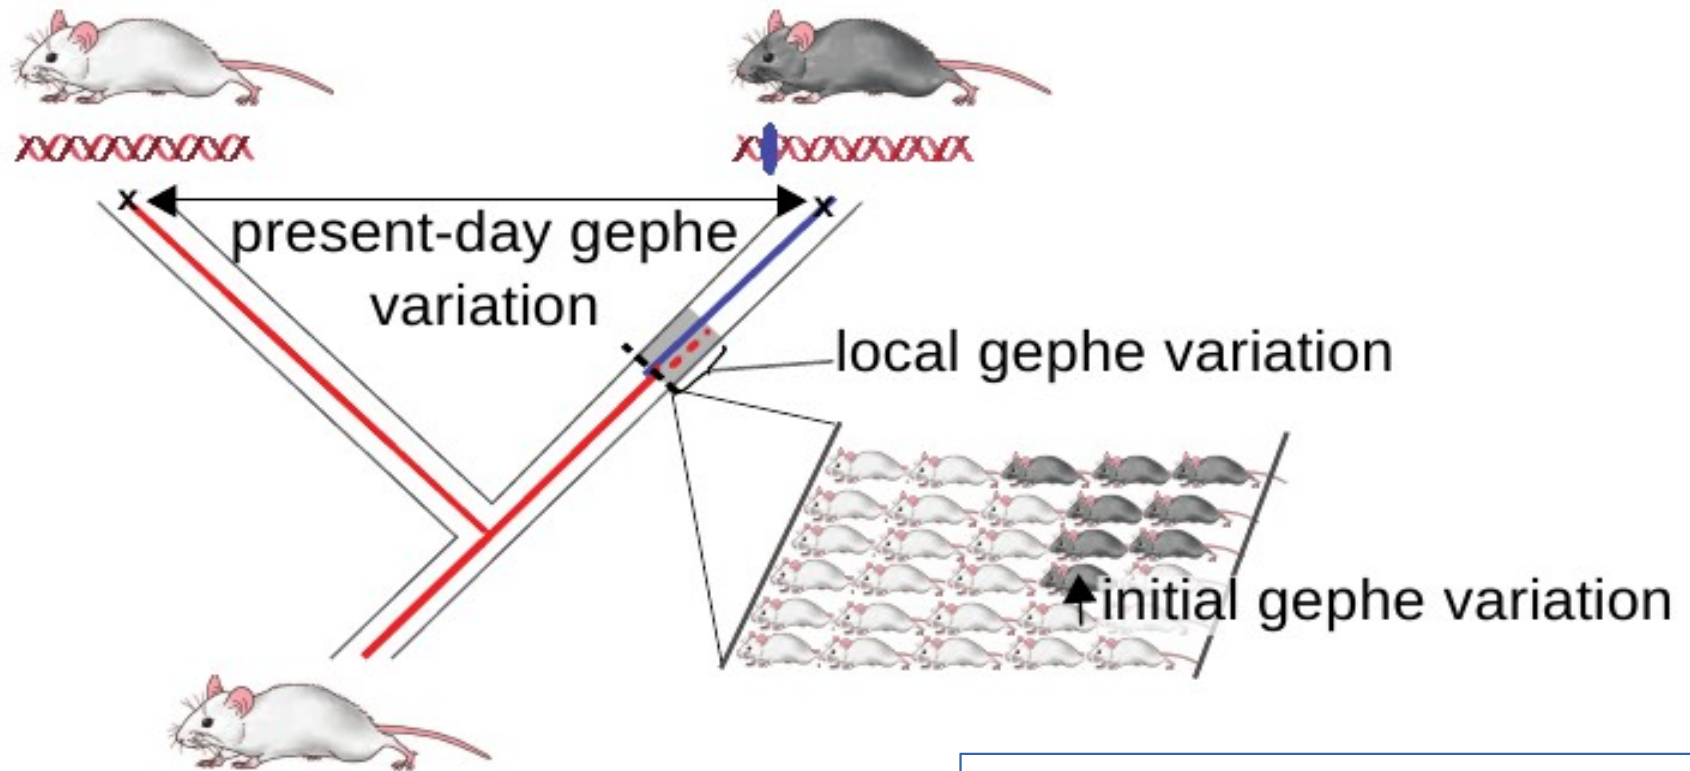 x
x
present-day gephe
variation
local gephe variation
initial gephe variation